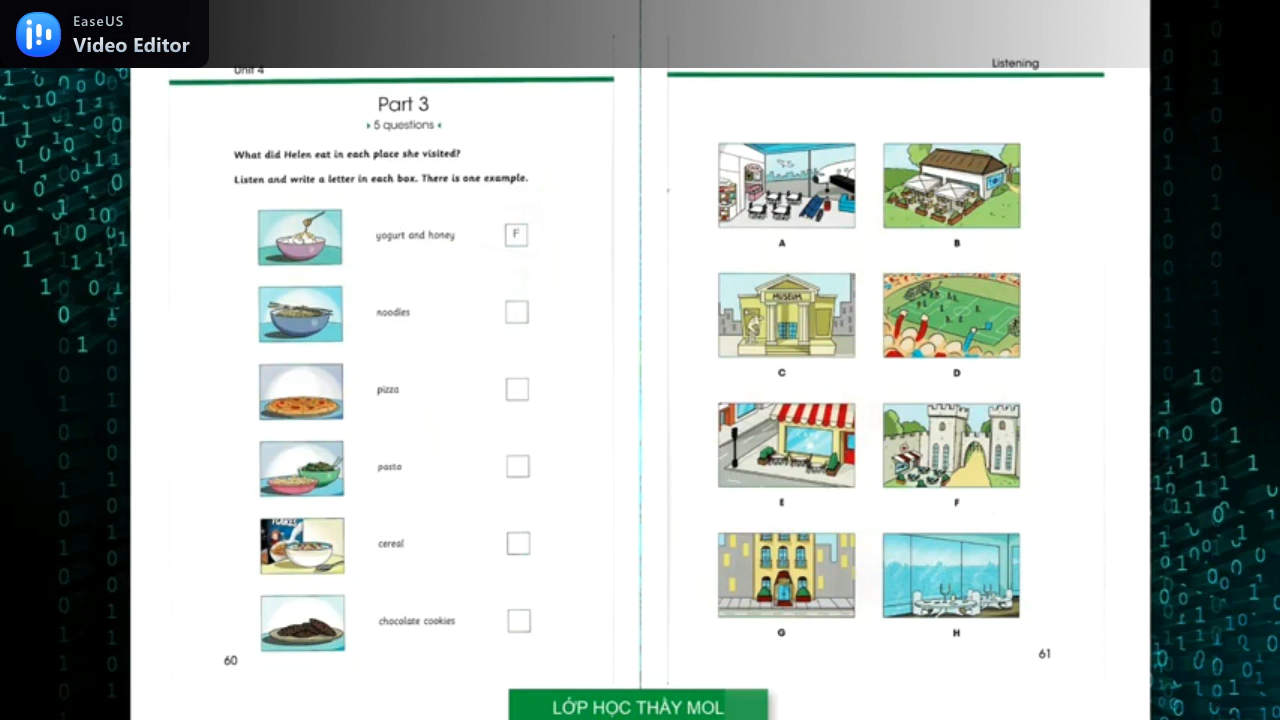 EaseUS
Video Editor
Unit 4
Part 3
5 questions
What did Helen eat in each place she visited?
Listen and write a letter in each box. There is one example.
yogurt and honey
F
noodles
pizza
pasta
cereal
chocolate cookies
60
Listening
A
B
MUSEUM
C
D
E
F
G
H
61
LỚP HỌC THẦY MOL